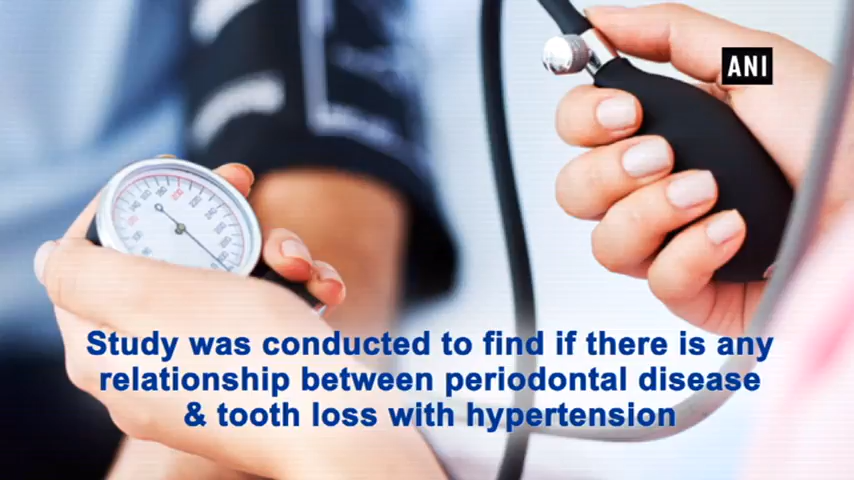 ANI
Study was conducted to find if there is any
relationship between periodontal disease
& tooth loss with hypertension